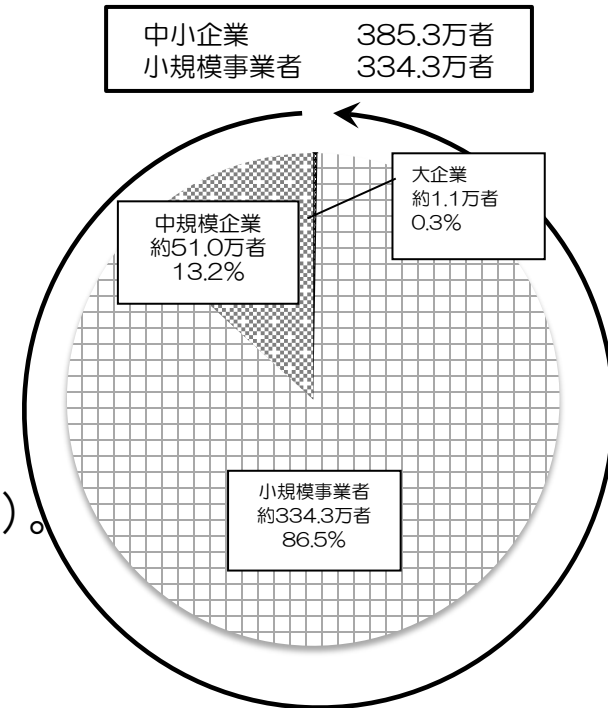 中小企業 385.3万者
小規模事業者 334.3万者
大企業
約1.1万者
0.3%
中規模企業
約51.0万者
13.2%
小規模事業者
約334.3万者
86.5%
)。